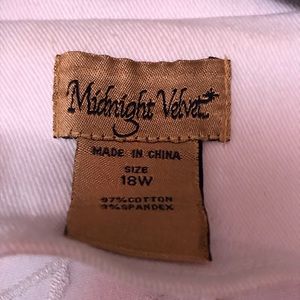 Midnight Velvet
MADE IN CHINA
SIZE
18W
97%COTTON
3%SPANDEX